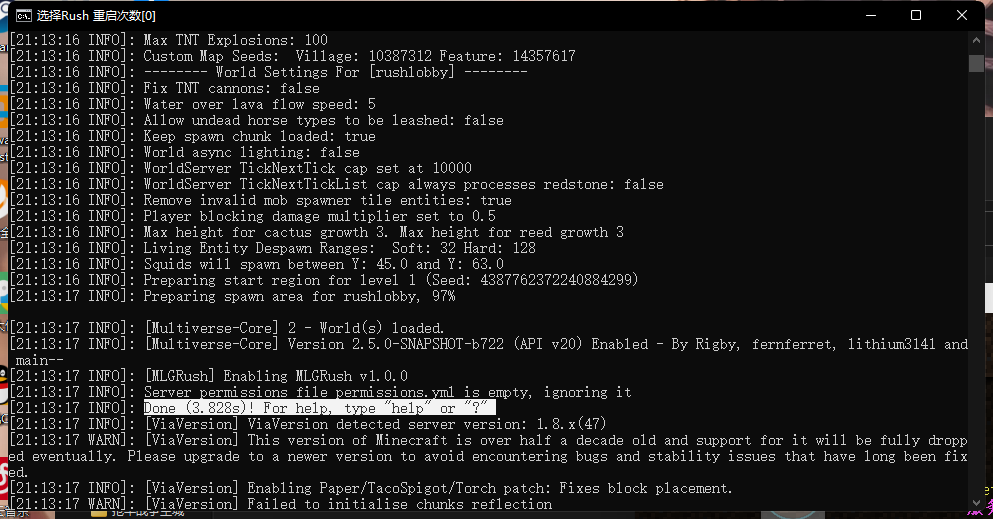 选择Rush 重启次数[0]
[21:13:16 INFO]: Max TNT Explosions: 100
[21:13:16 INFO]: Custom Map Seeds:  Village: 10387312 Feature: 14357617
[21:13:16 INFO]: -------- World Settings For [rushlobby] --------
[21:13:16 INFO]: Fix TNT cannons: false
[21:13:16 INFO]: Water over lava flow speed: 5
[21:13:16 INFO]: Allow undead horse types to be leashed: false
[21:13:16 INFO]: Keep spawn chunk loaded: true
[21:13:16 INFO]: World async lighting: false
[21:13:16 INFO]: WorldServer TickNextTick cap set at 10000
[21:13:16 INFO]: WorldServer TickNextTickList cap always processes redstone: false
[21:13:16 INFO]: Remove invalid mob spawner tile entities: true
[21:13:16 INFO]: Player blocking damage multiplier set to 0.5
[21:13:16 INFO]: Max height for cactus growth 3. Max height for reed growth 3
[21:13:16 INFO]: Living Entity Despawn Ranges:  Soft: 32 Hard: 128
[21:13:16 INFO]: Squids will spawn between Y: 45.0 and Y: 63.0
[21:13:16 INFO]: Preparing start region for level 1 (Seed: 4387762372240884299)
[21:13:17 INFO]: Preparing spawn area for rushlobby, 97%
[21:13:17 INFO]: [Multiverse-Core] 2 - World(s) loaded.
[21:13:17 INFO]: [Multiverse-Core] Version 2.5.0-SNAPSHOT-b722 (API v20) Enabled - By Rigby, fernferret, lithium3141 and
main--
[21:13:17 INFO]: [MLGRush] Enabling MLGRush v1.0.0
[21:13:17 INFO]: Server permissions file permissions.yml is empty, ignoring it
[21:13:17 INFO]: Done (3.828s)! For help, type "help" or "?"
[21:13:17 INFO]: [ViaVersion] ViaVersion detected server version: 1.8.x(47)
[21:13:17 WARN]: [ViaVersion] This version of Minecraft is over half a decade old and support for it will be fully dropp
ed eventually. Please upgrade to a newer version to avoid encountering bugs and stability issues that have long been fix
ed.
[21:13:17 INFO]: [ViaVersion] Enabling Paper/TacoSpigot/Torch patch: Fixes block placement.
[21:13:17 WARN]: [ViaVersion] Failed to initialise chunks reflection